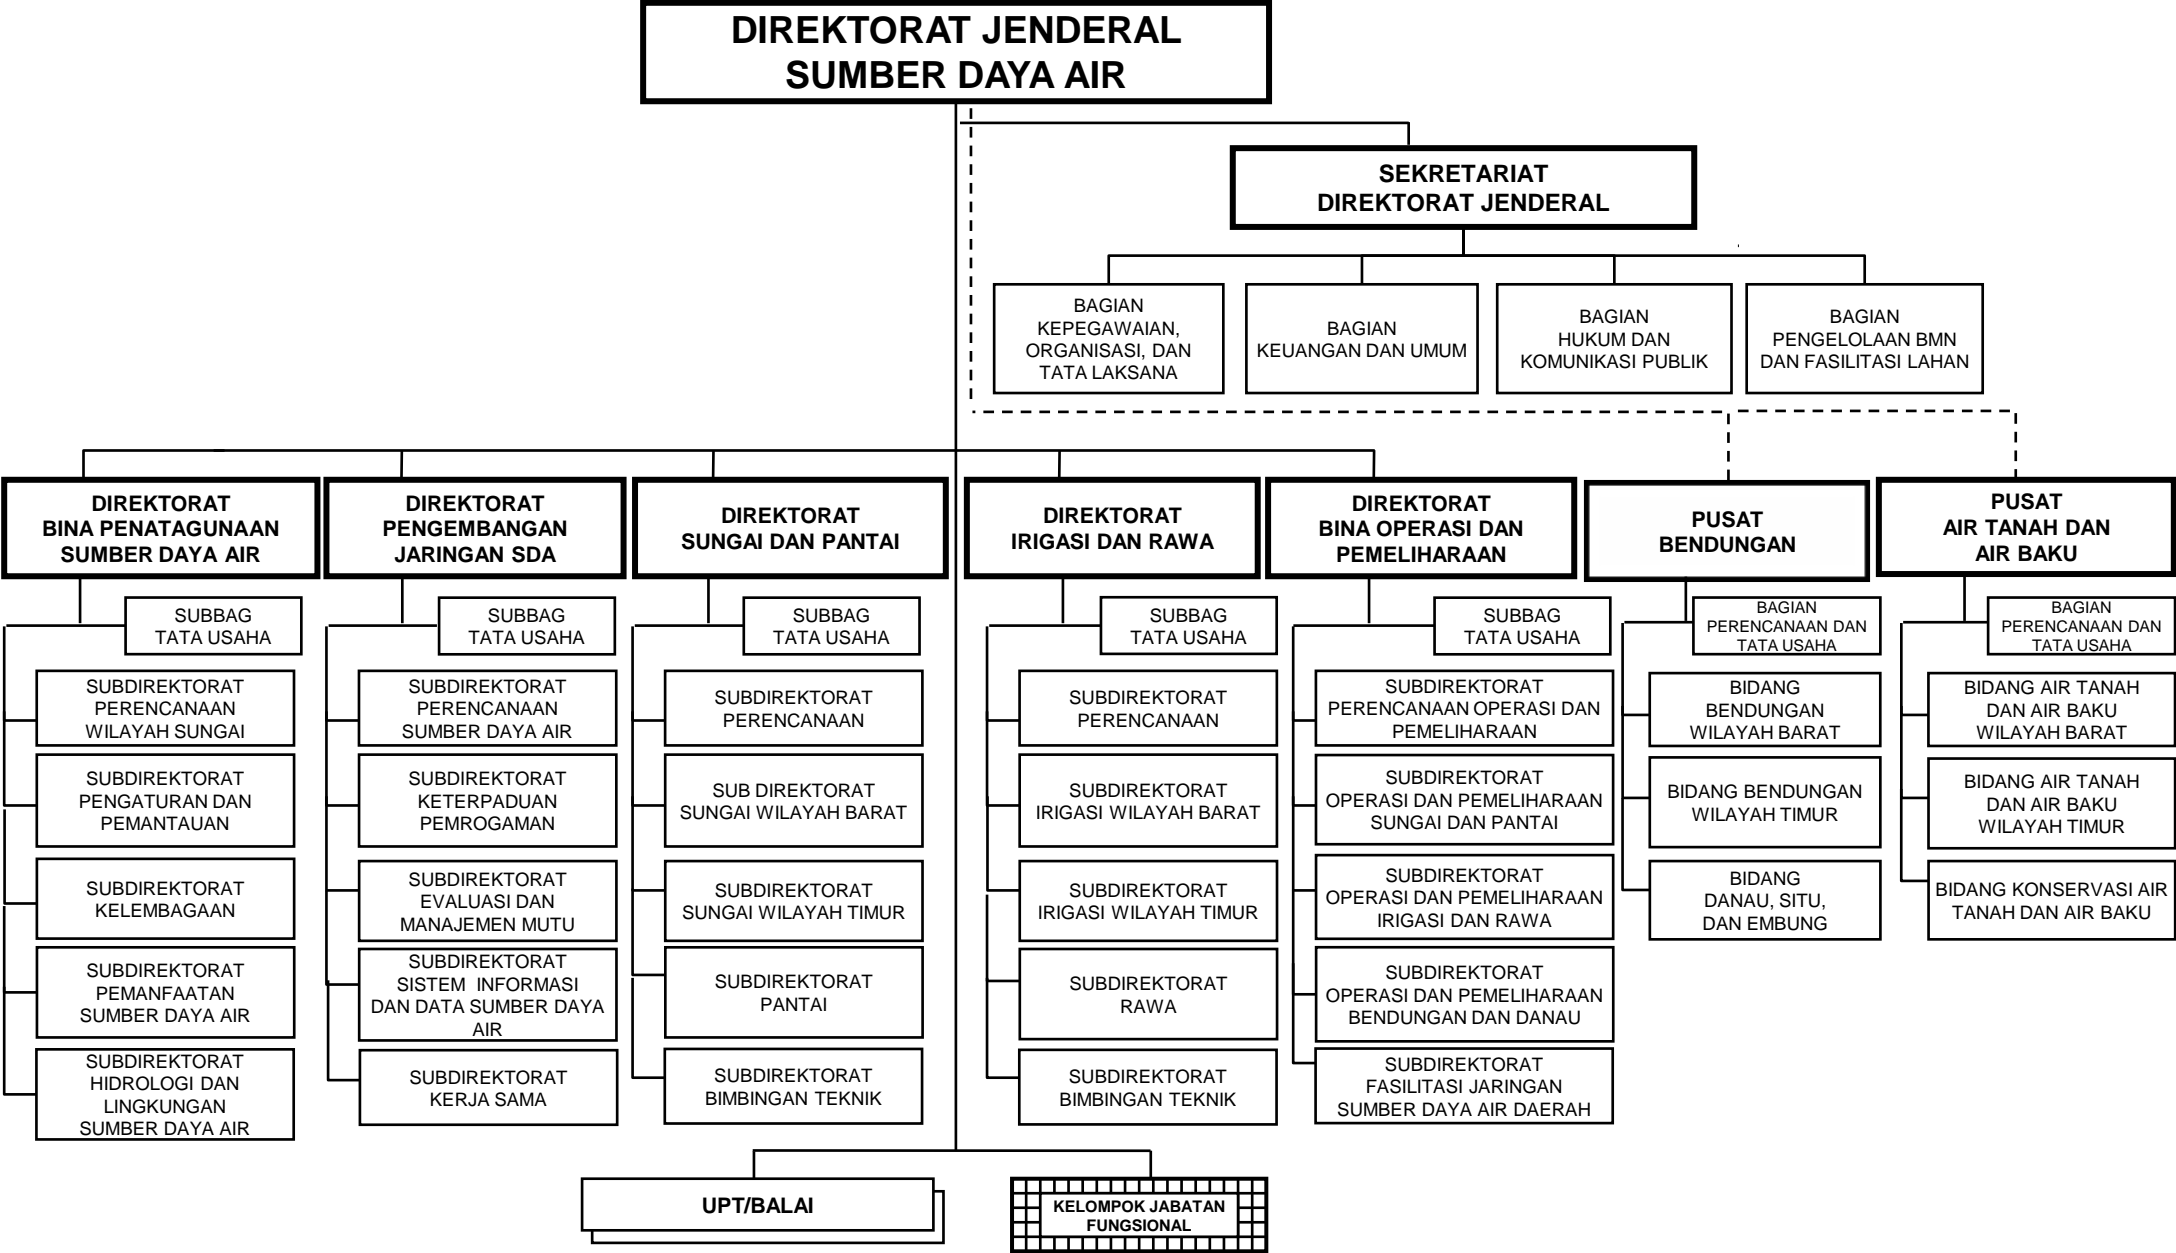 DIREKTORAT JENDERAL
SUMBER DAYA AIR
SEKRETARIAT
DIREKTORAT JENDERAL
BAGIAN
KEPEGAWAIAN,
ORGANISASI, DAN
TATA LAKSANA
BAGIAN
KEUANGAN DAN UMUM
BAGIAN
HUKUM DAN
KOMUNIKASI PUBLIK
BAGIAN
PENGELOLAAN BMN
DAN FASILITASI LAHAN
DIREKTORAT
BINA PENATAGUNAAN
SUMBER DAYA AIR
SUBBAG
TATA USAHA
SUBDIREKTORAT
PERENCANAAN
WILAYAH SUNGAI
SUBDIREKTORAT
PENGATURAN DAN
PEMANTAUAN
SUBDIREKTORAT
KELEMBAGAAN
SUBDIREKTORAT
PEMANFAATAN
SUMBER DAYA AIR
SUBDIREKTORAT
HIDROLOGI DAN
LINGKUNGAN
SUMBER DAYA AIR
DIREKTORAT
PENGEMBANGAN
JARINGAN SDA
SUBBAG
TATA USAHA
SUBDIREKTORAT
PERENCANAAN
SUMBER DAYA AIR
SUBDIREKTORAT
KETERPADUAN
PEMROGAMAN
SUBDIREKTORAT
EVALUASI DAN
MANAJEMEN MUTU
SUBDIREKTORAT
SISTEM INFORMASI
DAN DATA SUMBER DAYA
AIR
SUBDIREKTORAT
KERJA SAMA
DIREKTORAT
SUNGAI DAN PANTAI
SUBBAG
TATA USAHA
SUBDIREKTORAT
PERENCANAAN
SUB DIREKTORAT
SUNGAI WILAYAH BARAT
SUBDIREKTORAT
SUNGAI WILAYAH TIMUR
SUBDIREKTORAT
PANTAI
SUBDIREKTORAT
BIMBINGAN TEKNIK
DIREKTORAT
IRIGASI DAN RAWA
SUBBAG
TATA USAHA
SUBDIREKTORAT
PERENCANAAN
SUBDIREKTORAT
IRIGASI WILAYAH BARAT
SUBDIREKTORAT
IRIGASI WILAYAH TIMUR
SUBDIREKTORAT
RAWA
SUBDIREKTORAT
BIMBINGAN TEKNIK
DIREKTORAT
BINA OPERASI DAN
PEMELIHARAAN
SUBBAG
TATA USAHA
SUBDIREKTORAT
PERENCANAAN OPERASI DAN
PEMELIHARAAN
SUBDIREKTORAT
OPERASI DAN PEMELIHARAAN
SUNGAI DAN PANTAI
SUBDIREKTORAT
OPERASI DAN PEMELIHARAAN
IRIGASI DAN RAWA
SUBDIREKTORAT
OPERASI DAN PEMELIHARAAN
BENDUNGAN DAN DANAU
SUBDIREKTORAT
FASILITASI JARINGAN
SUMBER DAYA AIR DAERAH
PUSAT
BENDUNGAN
BAGIAN
PERENCANAAN DAN
TATA USAHA
BIDANG
BENDUNGAN
WILAYAH BARAT
BIDANG BENDUNGAN
WILAYAH TIMUR
BIDANG
DANAU, SITU,
DAN EMBUNG
PUSAT
AIR TANAH DAN
AIR BAKU
BAGIAN
PERENCANAAN DAN
TATA USAHA
BIDANG AIR TANAH
DAN AIR BAKU
WILAYAH BARAT
BIDANG AIR TANAH
DAN AIR BAKU
WILAYAH TIMUR
BIDANG KONSERVASI AIR
TANAH DAN AIR BAKU
UPT/BALAI
KELOMPOK JABATAN
FUNGSIONAL